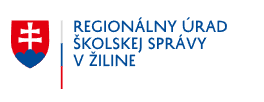 REGIONÁLNY ÚRAD
ŠKOLSKEJ SPRÁVY
V ŽILINE